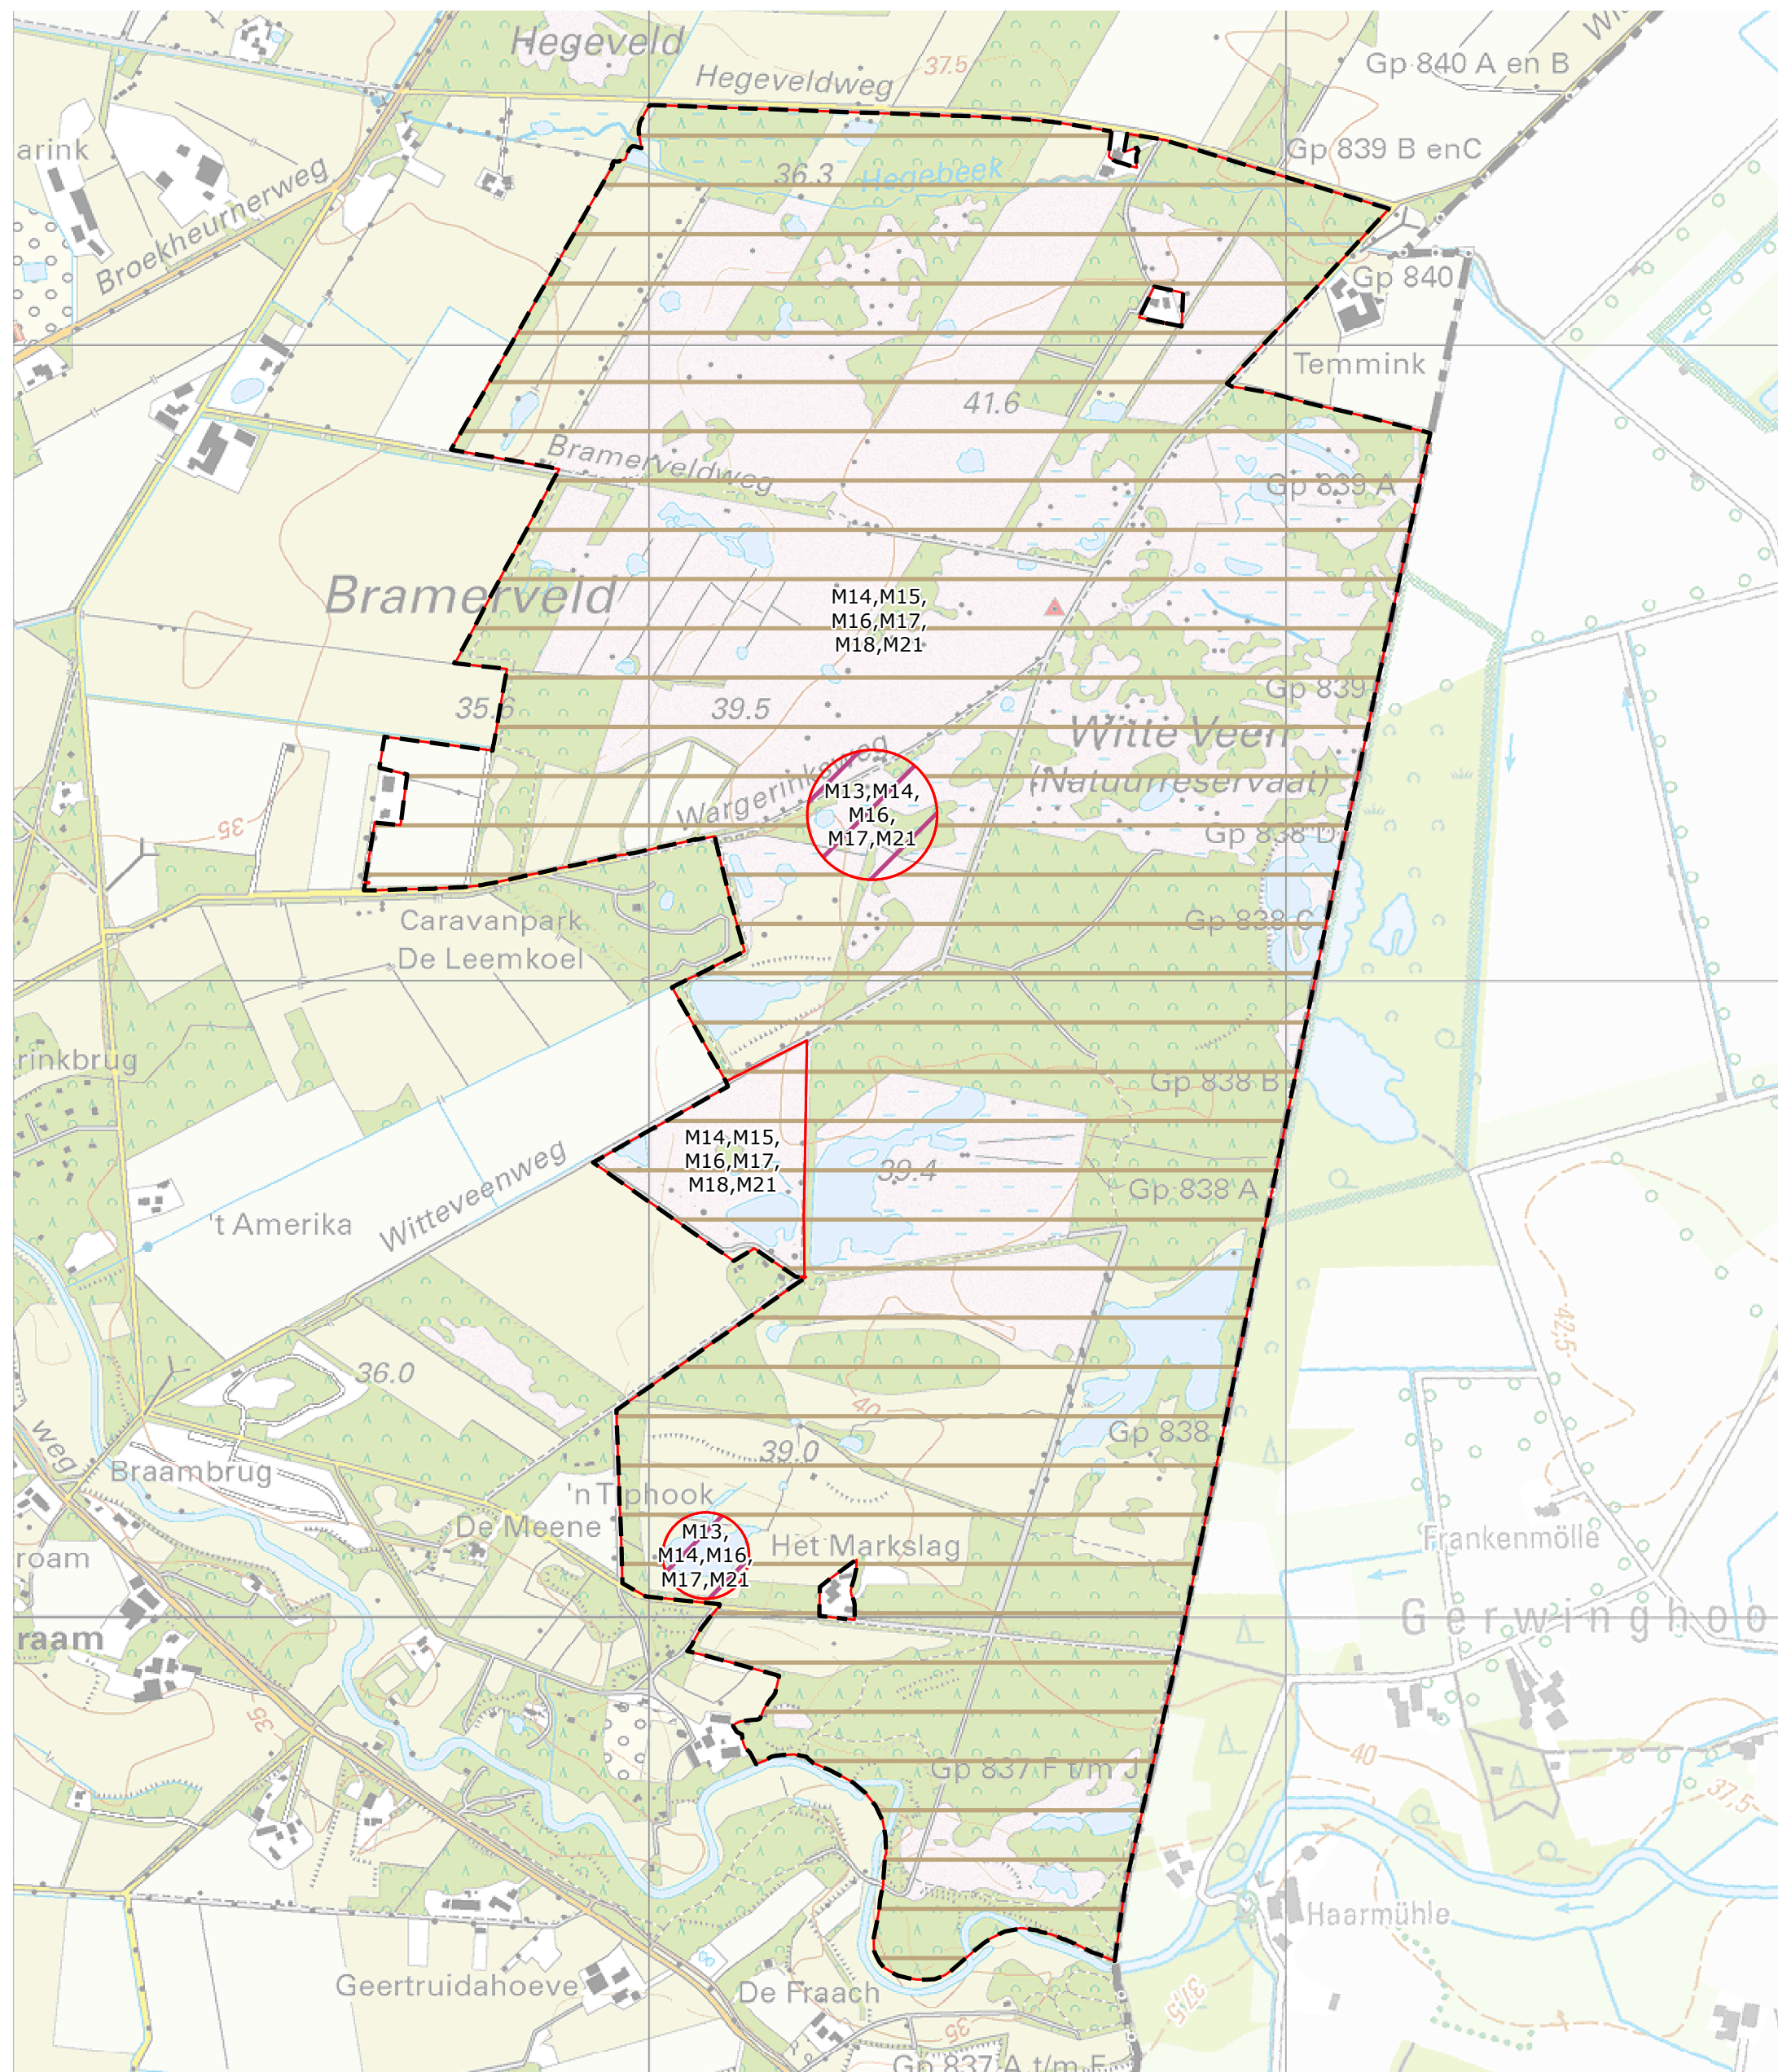 Hegeveld
Hegeveldweg
37.5
Gp 840 A en B
arink
Gp 839 B enC
36.3
Hegebeek
Broekheurnerweg
Gp 840
Temmink
41.6
Bramerveldweg
Gp 839 A
Bramerveld
M14,M15,
M16,M17,
M18,M21
Gp 839
35.6
39.5
Witte Veen
(Natuurreservaat)
Wargerinksweg
M13,M14,
M16,
M17,M21
35
Gp 838 D
Caravanpark
De Leemkoel
Gp 838 C
rinkbrug
Gp 838 B
M14,M15,
M16,M17,
M18,M21
39.4
Gp 838 A
't Amerika
Witteveenweg
42,5
36.0
40
Gp 838
weg
39.0
Braambrug
'n Tiphook
De Meene
M13,
M14,M16,
M17,M21
Het Markslag
Frankenmölle
roam
Gerwinghoo
raam
35
40
Gp 837 F t/m J
37,5
Haarmühle
Geertruidahoeve
De Fraach
37,5
35
Gp 837 A t/m E